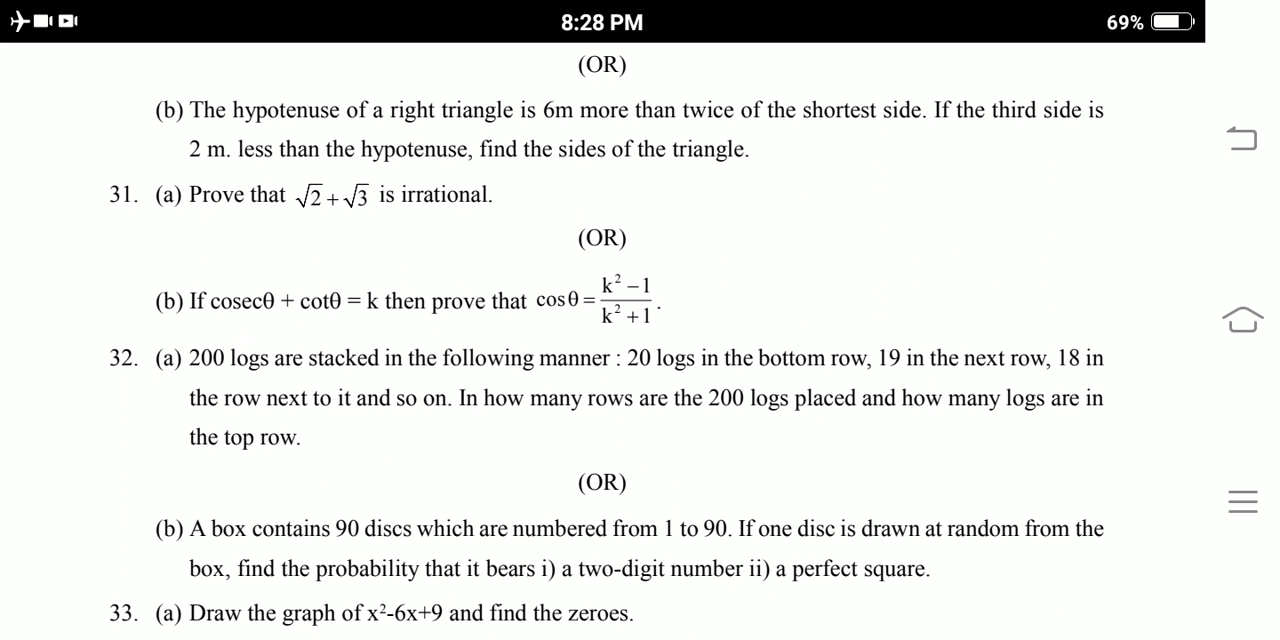 8:28 PM
69%
(OR)
(b) The hypotenuse of a right triangle is 6m more than twice of the shortest side. If the third side is
2 m. less than the hypotenuse, find the sides of the triangle.
31. (a) Prove that √2 + √3 is irrational.
(OR)
(b) If cosecθ + cotθ = k then prove that cosθ = (k² – 1)/(k² + 1).
32. (a) 200 logs are stacked in the following manner : 20 logs in the bottom row, 19 in the next row, 18 in
the row next to it and so on. In how many rows are the 200 logs placed and how many logs are in
the top row.
(OR)
(b) A box contains 90 discs which are numbered from 1 to 90. If one disc is drawn at random from the
box, find the probability that it bears i) a two-digit number ii) a perfect square.
33. (a) Draw the graph of x²-6x+9 and find the zeroes.